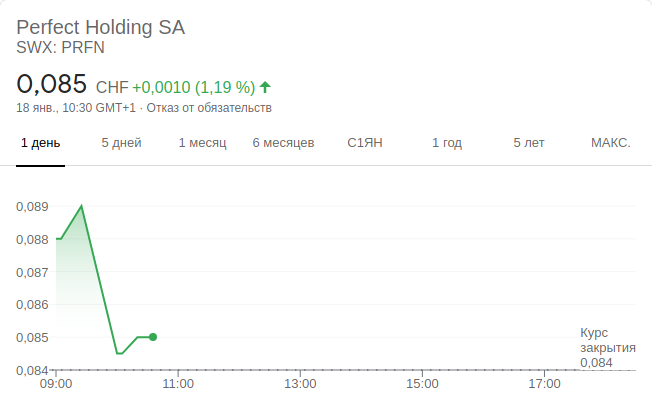 Perfect Holding SA
SWX: PRFN
0,085 CHF +0,0010 (1,19 %)
18 янв., 10:30 GMT+1 · Отказ от обязательств
1 день 5 дней 1 месяц 6 месяцев С1ЯН 1 год 5 лет МАКС.
0,089
0,088
0,087
0,086
0,085
0,084
Курс
закрытия
0,084
09:00 11:00 13:00 15:00 17:00